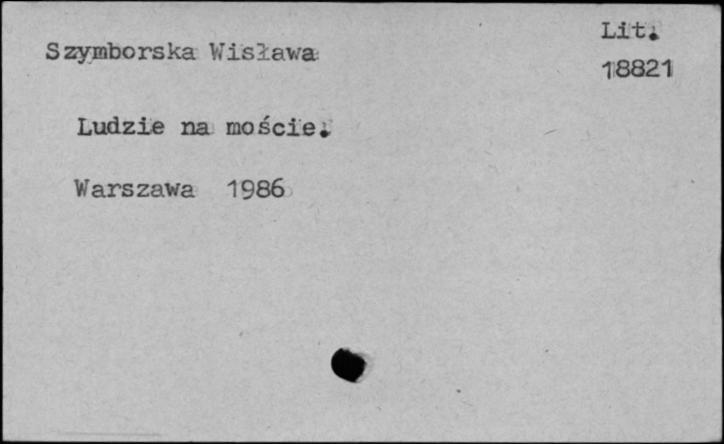 Szymborska Wisława
Lit.
18821
Ludzie na moście.
Warszawa 1986